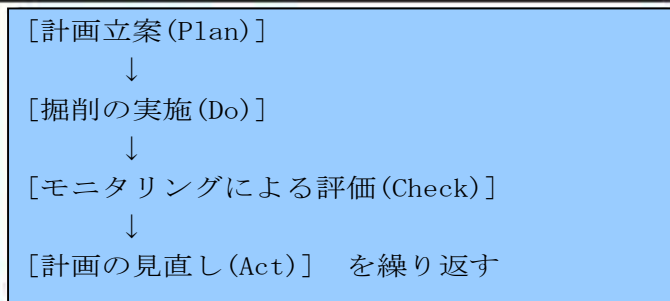 [計画立案(Plan)]
↓
[掘削の実施(Do)]
↓
[モニタリングによる評価(Check)]
↓
[計画の見直し(Act)] を繰り返す